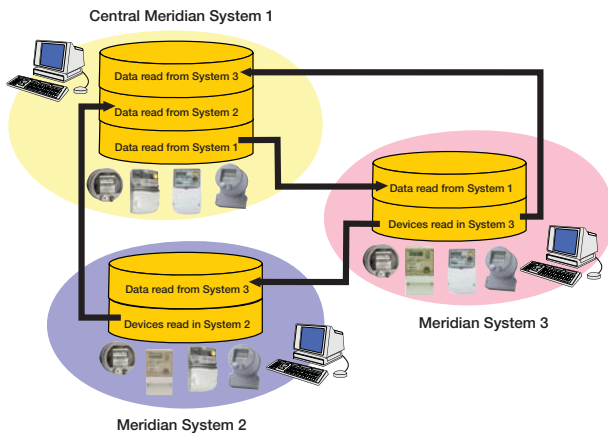 Central Meridian System 1
Data read from System 3
Data read from System 2
Data read from System 1
Data read from System 1
Devices read in System 3
Meridian System 3
Data read from System 3
Devices read in System 2
Meridian System 2